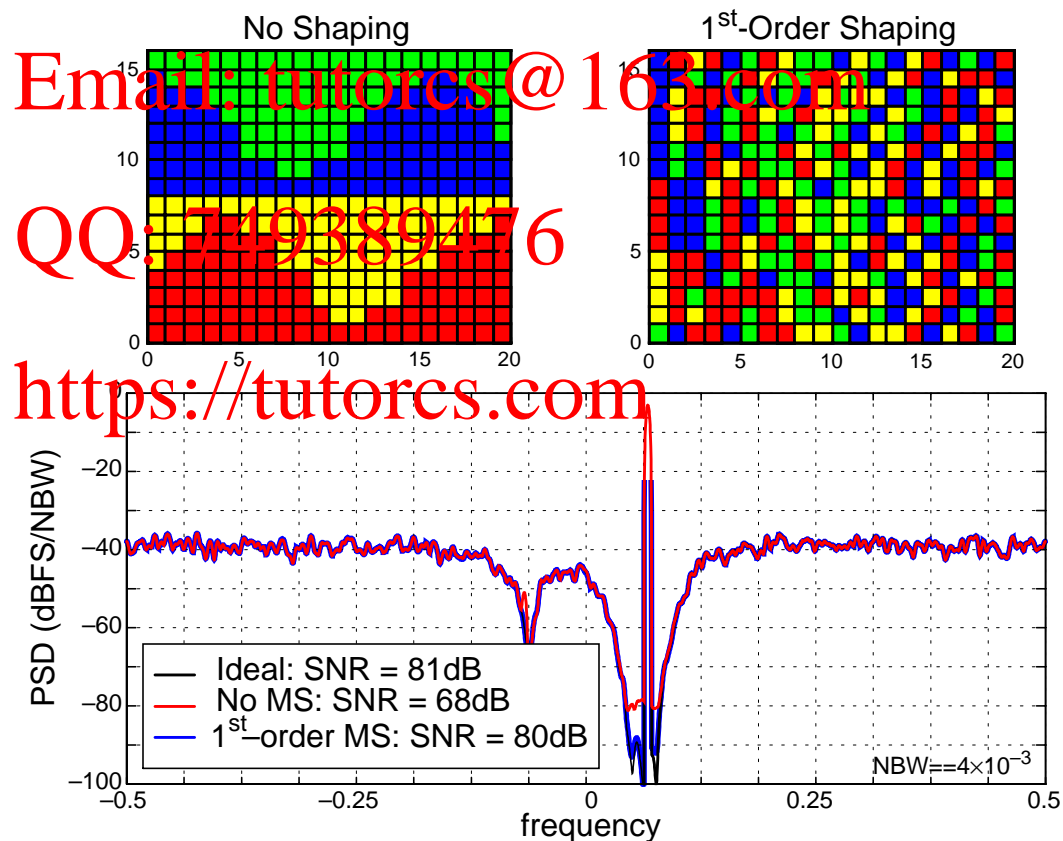 No Shaping
1st-Order Shaping
Email: tutorcs@163.com
15
10
5
0
0 5 10 15 20
15
10
5
0
0 5 10 15 20
QQ: 749389476
https://tutorcs.com
PSD (dBFS/NBW)
0
−20
−40
−60
−80
−100
Ideal: SNR = 81dB
No MS: SNR = 68dB
1st−order MS: SNR = 80dB
NBW==4×10−3
−0.5 −0.25 0 0.25 0.5
frequency